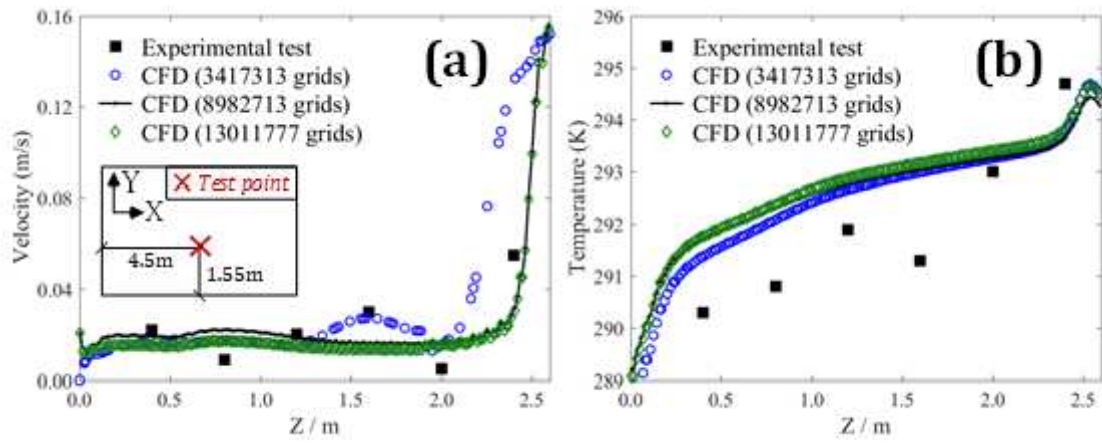 0.16
0.12
0.08
0.04
0.00
Velocity (m/s)
Experimental test
CFD (3417313 grids)
CFD (8982713 grids)
CFD (13011777 grids)
(a)
Y
X
Test point
4.5m
1.55m
0.0 0.5 1.0 1.5 2.0 2.5
Z / m
296
295
294
293
292
291
290
289
Temperature (K)
Experimental test
CFD (3417313 grids)
CFD (8982713 grids)
CFD (13011777 grids)
(b)
0.0 0.5 1.0 1.5 2.0 2.5
Z / m